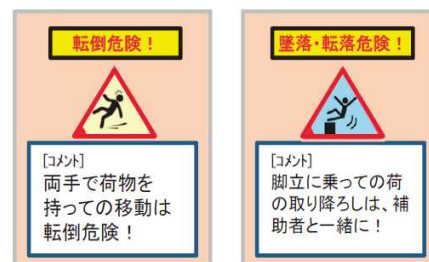 転倒危険！
[コメント]
両手で荷物を
持っての移動は
転倒危険！
墜落・転落危険！
[コメント]
脚立に乗っての荷
の取り降ろしは、補
助者と一緒に！